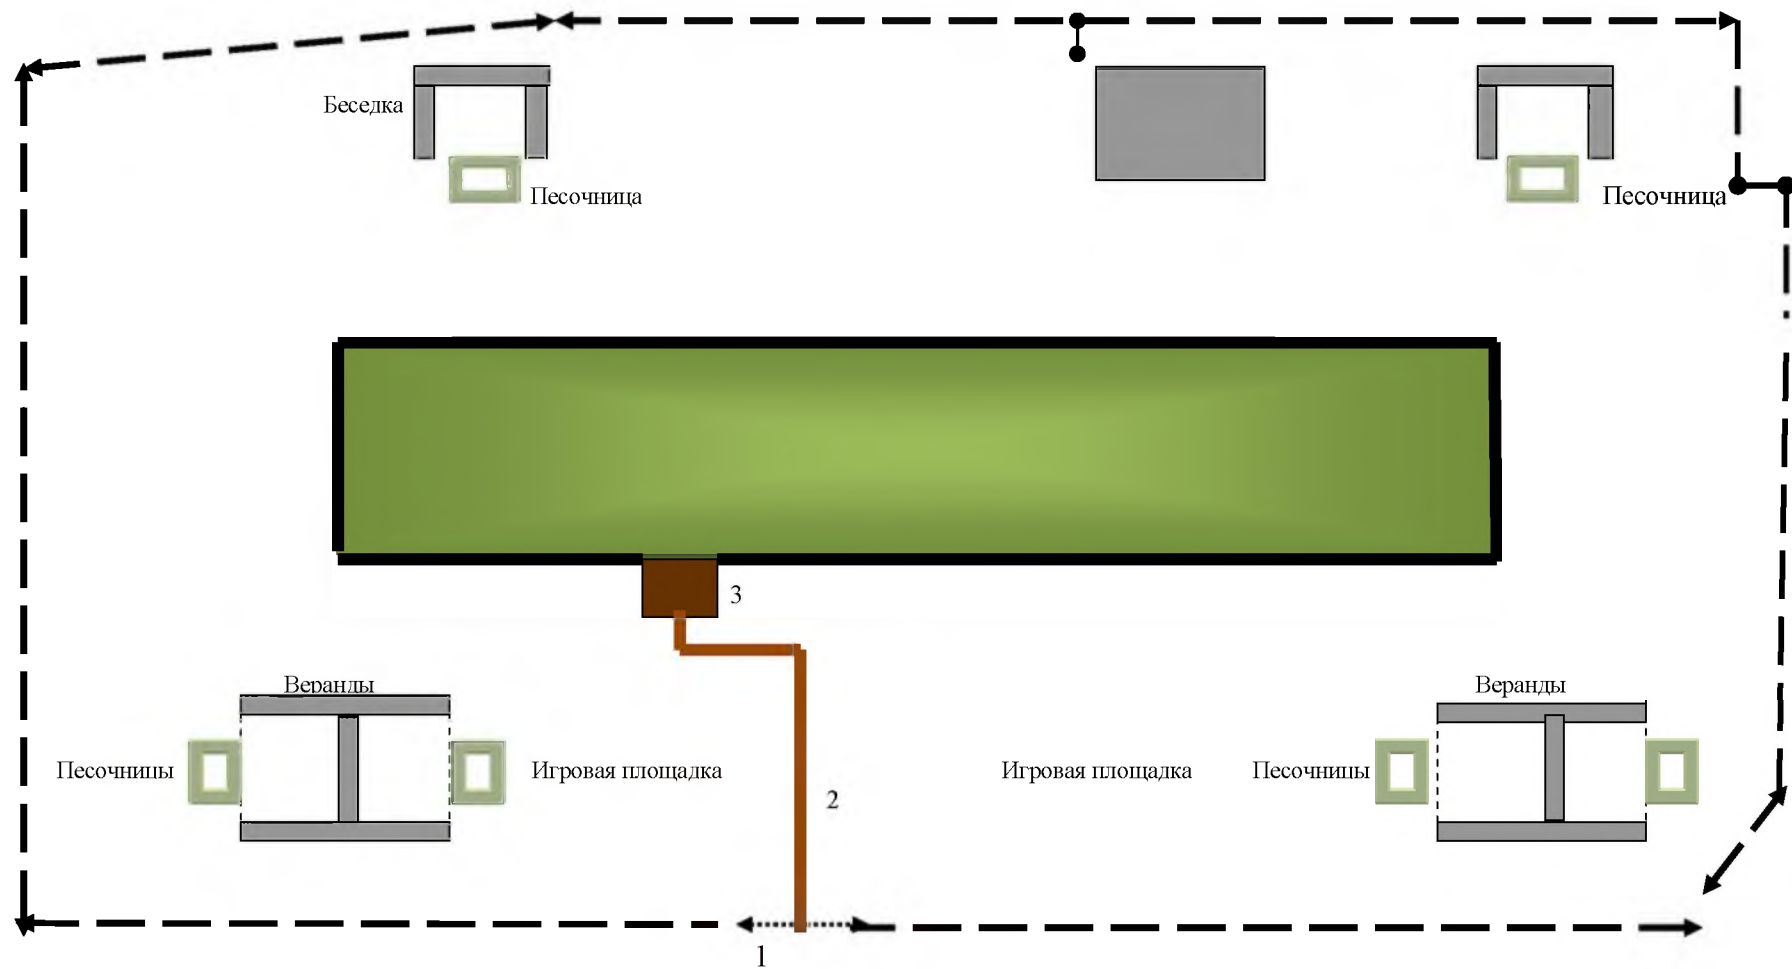 Беседка
Песочница
Песочница
3
Веранды
Веранды
Песочницы
Игровая площадка
Игровая площадка
Песочницы
2
1